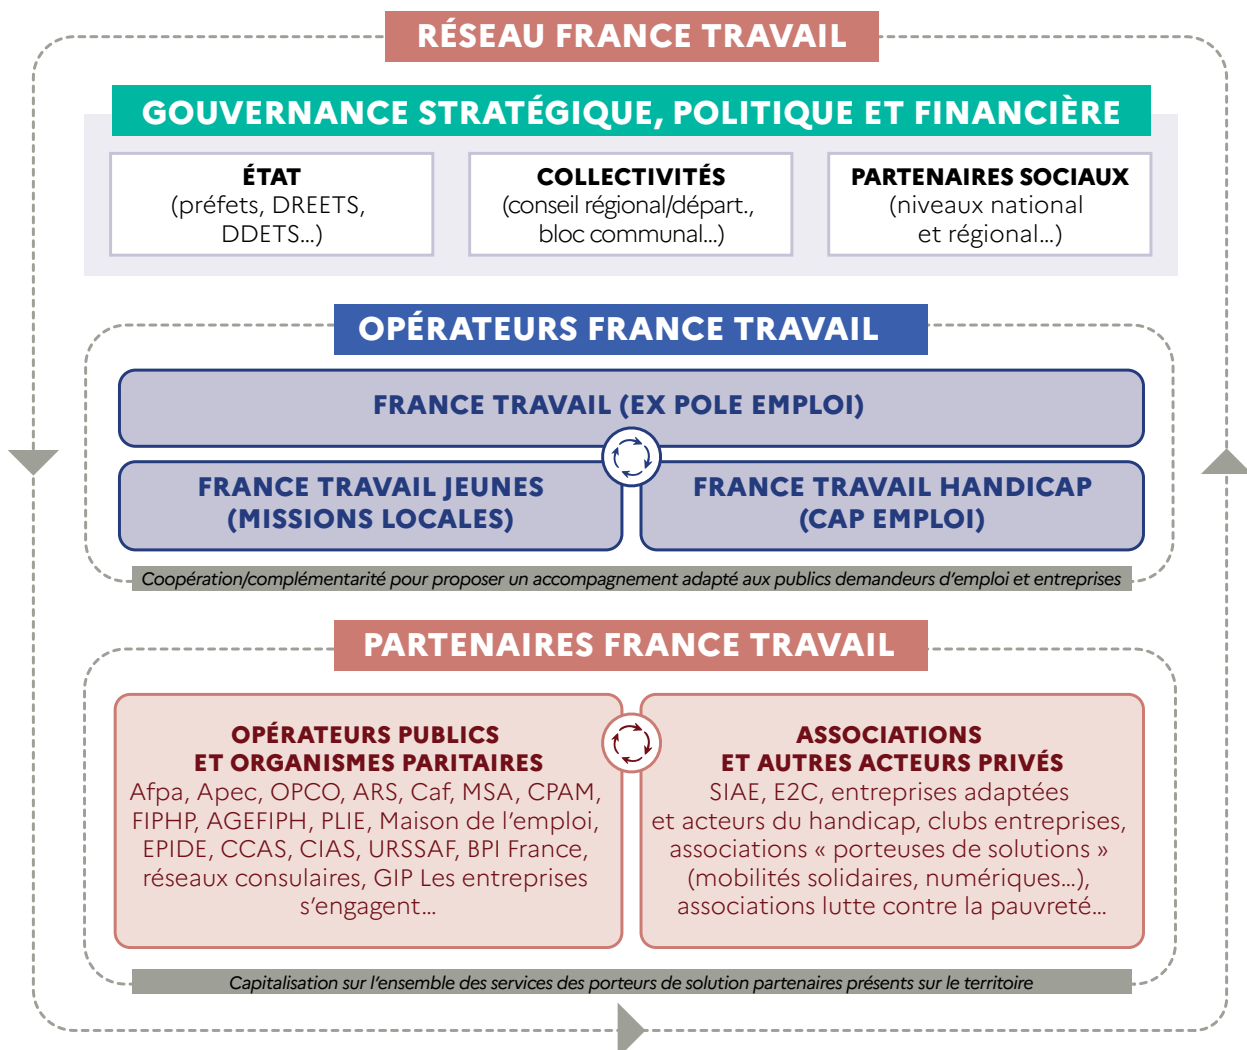 RÉSEAU FRANCE TRAVAIL
GOUVERNANCE STRATÉGIQUE, POLITIQUE ET FINANCIÈRE
ÉTAT
(préfets, DREETS,
DDETS...)
COLLECTIVITÉS
(conseil régional/départ.,
bloc communal...)
PARTENAIRES SOCIAUX
(niveaux national
et régional...)
OPÉRATEURS FRANCE TRAVAIL
FRANCE TRAVAIL (EX POLE EMPLOI)
FRANCE TRAVAIL JEUNES
(MISSIONS LOCALES)
FRANCE TRAVAIL HANDICAP
(CAP EMPLOI)
Coopération/complémentarité pour proposer un accompagnement adapté aux publics demandeurs d'emploi et entreprises
PARTENAIRES FRANCE TRAVAIL
OPÉRATEURS PUBLICS
ET ORGANISMES PARITAIRES
Afpa, Apec, OPCO, ARS, Caf, MSA, CPAM,
FIPHP, AGEFIPH, PLIE, Maison de l'emploi,
EPIDE, CCAS, CIAS, URSSAF, BPI France,
réseaux consulaires, GIP Les entreprises
s'engagent...
ASSOCIATIONS
ET AUTRES ACTEURS PRIVÉS
SIAE, E2C, entreprises adaptées
et acteurs du handicap, clubs entreprises,
associations « porteuses de solutions »
(mobilités solidaires, numériques...),
associations lutte contre la pauvreté...
Capitalisation sur l'ensemble des services des porteurs de solution partenaires présents sur le territoire